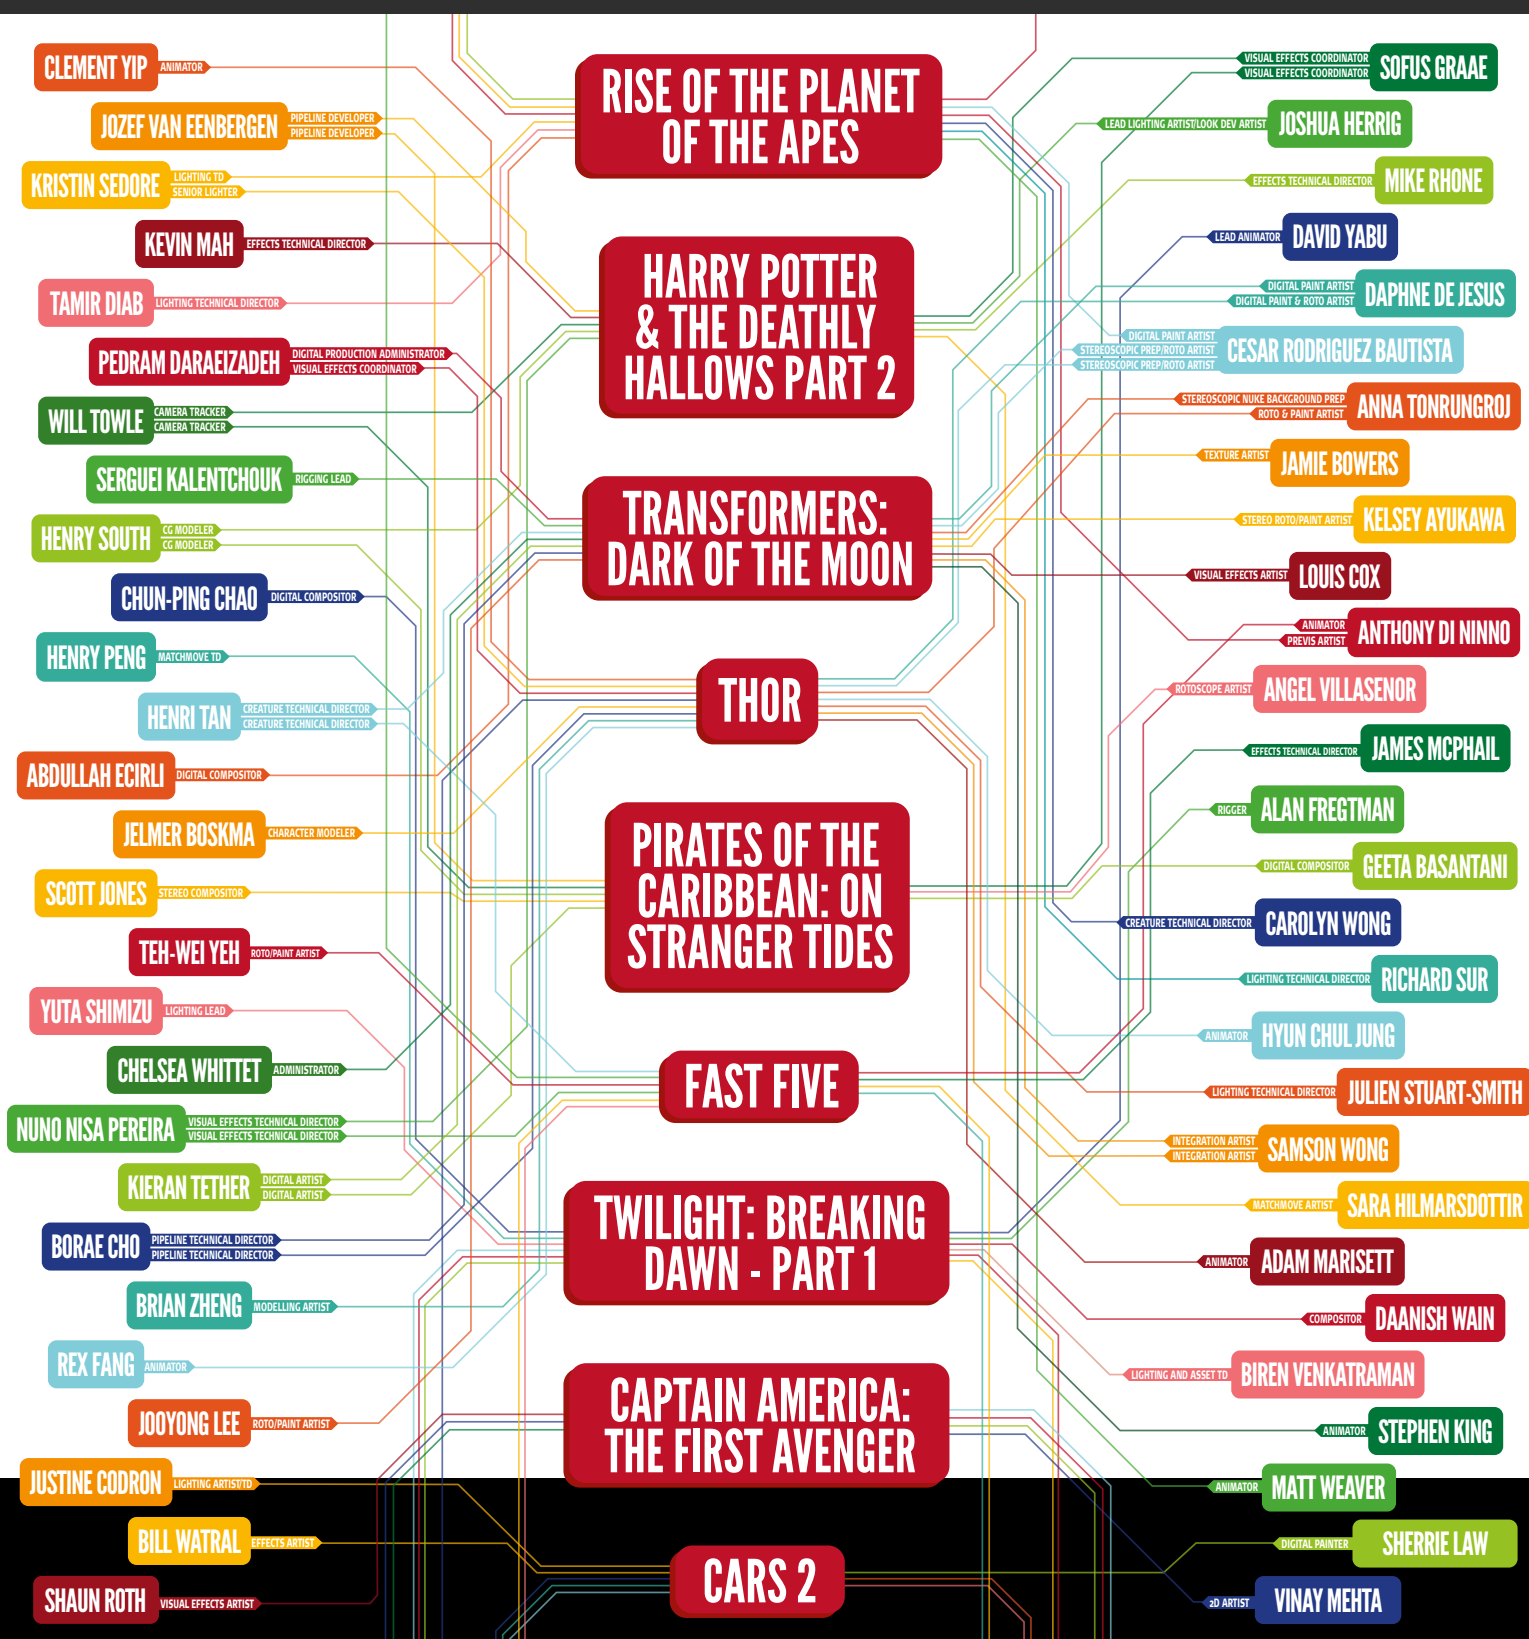 CLEMENT YIP
ANIMATOR
JOZEF VAN EENBERGEN
PIPELINE DEVELOPER
PIPELINE DEVELOPER
KRISTIN SEDORE
LIGHTING TD
SENIOR LIGHTER
KEVIN MAH
EFFECTS TECHNICAL DIRECTOR
TAMIR DIAB
LIGHTING TECHNICAL DIRECTOR
PEDRAM DARAEIZADEH
DIGITAL PRODUCTION ADMINISTRATOR
VISUAL EFFECTS COORDINATOR
WILL TOWLE
CAMERA TRACKER
CAMERA TRACKER
SERGUEI KALENTCHOUK
RIGGING LEAD
HENRY SOUTH
CG MODELER
CG MODELER
CHUN-PING CHAO
DIGITAL COMPOSITOR
HENRY PENG
MATCHMOVE TD
HENRI TAN
CREATURE TECHNICAL DIRECTOR
CREATURE TECHNICAL DIRECTOR
ABDULLAH ECIRLI
DIGITAL COMPOSITOR
JELMER BOSKMA
CHARACTER MODELER
SCOTT JONES
STEREO COMPOSITOR
TEH-WEI YEH
ROTO/PAINT ARTIST
YUTA SHIMIZU
LIGHTING LEAD
CHELSEA WHITTET
ADMINISTRATOR
NUNO NISA PEREIRA
VISUAL EFFECTS TECHNICAL DIRECTOR
VISUAL EFFECTS TECHNICAL DIRECTOR
KIERAN TETHER
DIGITAL ARTIST
DIGITAL ARTIST
BORAE CHO
PIPELINE TECHNICAL DIRECTOR
PIPELINE TECHNICAL DIRECTOR
BRIAN ZHENG
MODELLING ARTIST
REX FANG
ANIMATOR
JOOYONG LEE
ROTO/PAINT ARTIST
JUSTINE CODRON
LIGHTING ARTIST/TD
BILL WATRAL
EFFECTS ARTIST
SHAUN ROTH
VISUAL EFFECTS ARTIST
RISE OF THE PLANET
OF THE APES
HARRY POTTER
& THE DEATHLY
HALLOWS PART 2
TRANSFORMERS:
DARK OF THE MOON
THOR
PIRATES OF THE
CARIBBEAN: ON
STRANGER TIDES
FAST FIVE
TWILIGHT: BREAKING
DAWN - PART 1
CAPTAIN AMERICA:
THE FIRST AVENGER
CARS 2
VISUAL EFFECTS COORDINATOR
VISUAL EFFECTS COORDINATOR
SOFUS GRAAE
LEAD LIGHTING ARTIST/LOOK DEV ARTIST
JOSHUA HERRIG
EFFECTS TECHNICAL DIRECTOR
MIKE RHONE
LEAD ANIMATOR
DAVID YABU
DIGITAL PAINT ARTIST
DIGITAL PAINT & ROTO ARTIST
DAPHNE DE JESUS
DIGITAL PAINT ARTIST
STEREOSCOPIC PREP/ROTO ARTIST
STEREOSCOPIC PREP/ROTO ARTIST
CESAR RODRIGUEZ BAUTISTA
STEREOSCOPIC NUKE BACKGROUND PREP
ROTO & PAINT ARTIST
ANNA TONRUNGROJ
TEXTURE ARTIST
JAMIE BOWERS
STEREO ROTO/PAINT ARTIST
KELSEY AYUKAWA
VISUAL EFFECTS ARTIST
LOUIS COX
ANIMATOR
PREVIS ARTIST
ANTHONY DI NINNO
ROTOSCOPE ARTIST
ANGEL VILLASENOR
EFFECTS TECHNICAL DIRECTOR
JAMES MCPHAIL
RIGGER
ALAN FREGTMAN
DIGITAL COMPOSITOR
GEETA BASANTANI
CREATURE TECHNICAL DIRECTOR
CAROLYN WONG
LIGHTING TECHNICAL DIRECTOR
RICHARD SUR
ANIMATOR
HYUN CHUL JUNG
LIGHTING TECHNICAL DIRECTOR
JULIEN STUART-SMITH
INTEGRATION ARTIST
INTEGRATION ARTIST
SAMSON WONG
MATCHMOVE ARTIST
SARA HILMARSDOTTIR
ANIMATOR
ADAM MARISETT
COMPOSITOR
DAANISH WAIN
LIGHTING AND ASSET TD
BIREN VENKATRAMAN
ANIMATOR
STEPHEN KING
ANIMATOR
MATT WEAVER
DIGITAL PAINTER
SHERRIE LAW
2D ARTIST
VINAY MEHTA